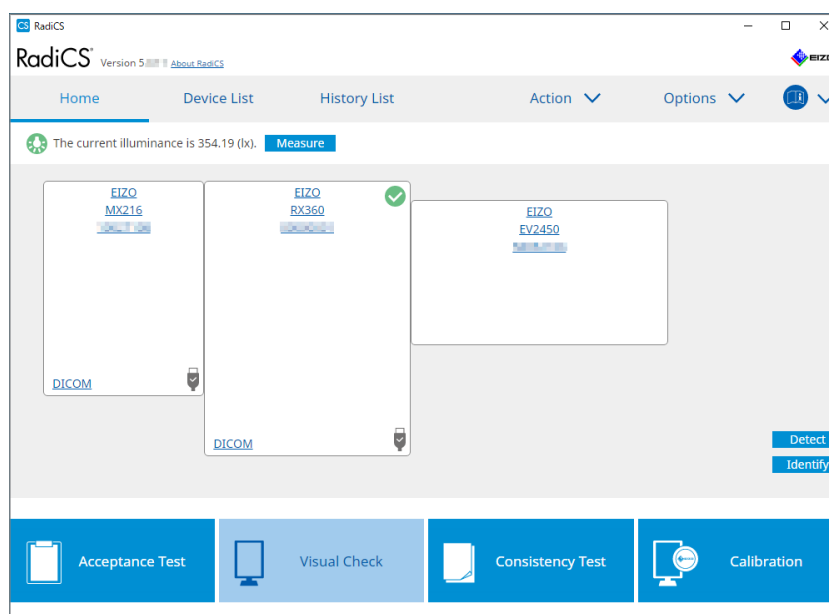 CS RadiCS
RadiCS Version 5. About RadiCS
EIZO
Home Device List History List Action Options
The current illuminance is 354.19 (lx). Measure
EIZO
MX216
DICOM
EIZO
RX360
DICOM
EIZO
EV2450
Detect
Identify
Acceptance Test Visual Check Consistency Test Calibration